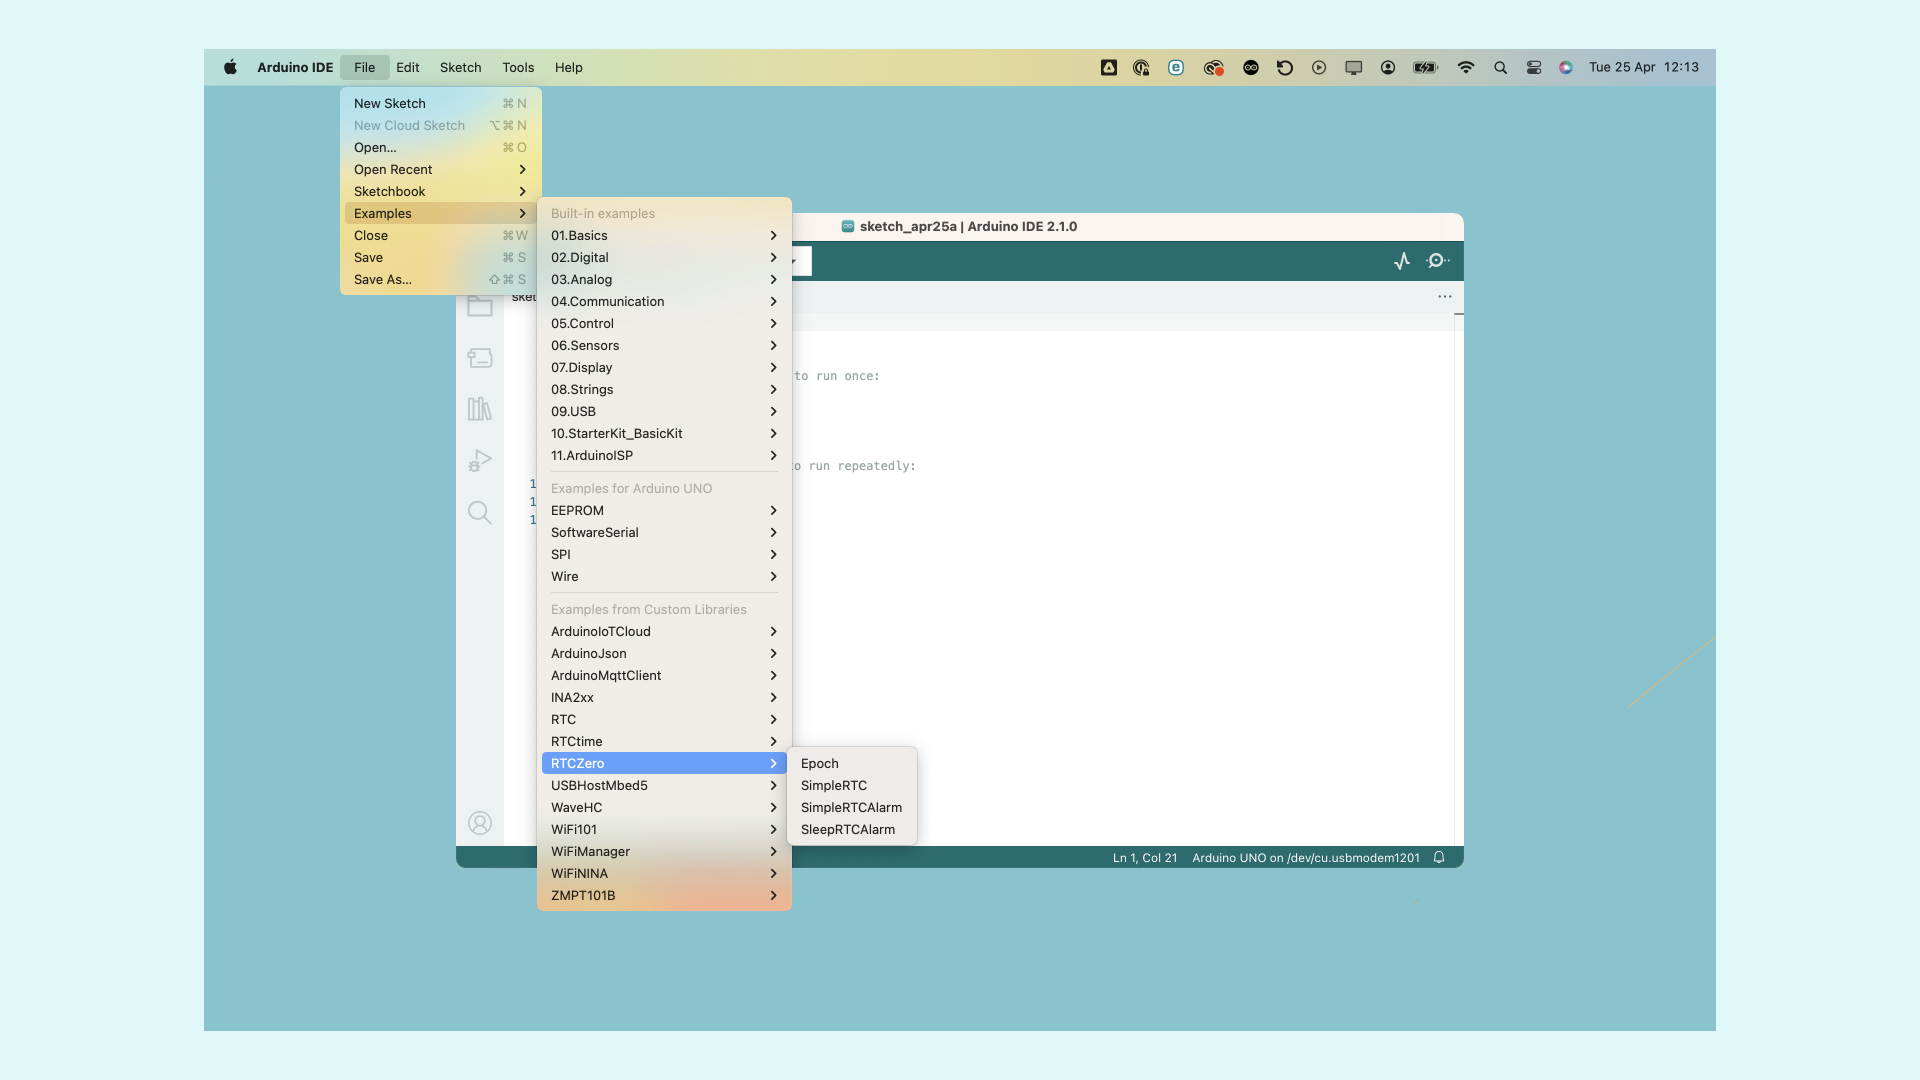 Arduino IDE File Edit Sketch Tools Help Tue 25 Apr 12:13
New Sketch ⌘ N
New Cloud Sketch ⌥ ⌘ N
Open... ⌘ O
Open Recent
Sketchbook
Examples
Close ⌘ W
Save ⌘ S
Save As... ⇧ ⌘ S
Built-in examples
01.Basics
02.Digital
03.Analog
04.Communication
05.Control
06.Sensors
07.Display
08.Strings
09.USB
10.StarterKit_BasicKit
11.ArduinoISP
Examples for Arduino UNO
EEPROM
SoftwareSerial
SPI
Wire
Examples from Custom Libraries
ArduinoIoTCloud
ArduinoJson
ArduinoMqttClient
INA2xx
RTC
RTCtime
RTCZero
USBHostMbed5
WaveHC
WiFi101
WiFiManager
WiFiNINA
ZMPT101B
Epoch
SimpleRTC
SimpleRTCAlarm
SleepRTCAlarm
sketch_apr25a | Arduino IDE 2.1.0
sket
to run once:
o run repeatedly:
1
1
1
Ln 1, Col 21 Arduino UNO on /dev/cu.usbmodem1201